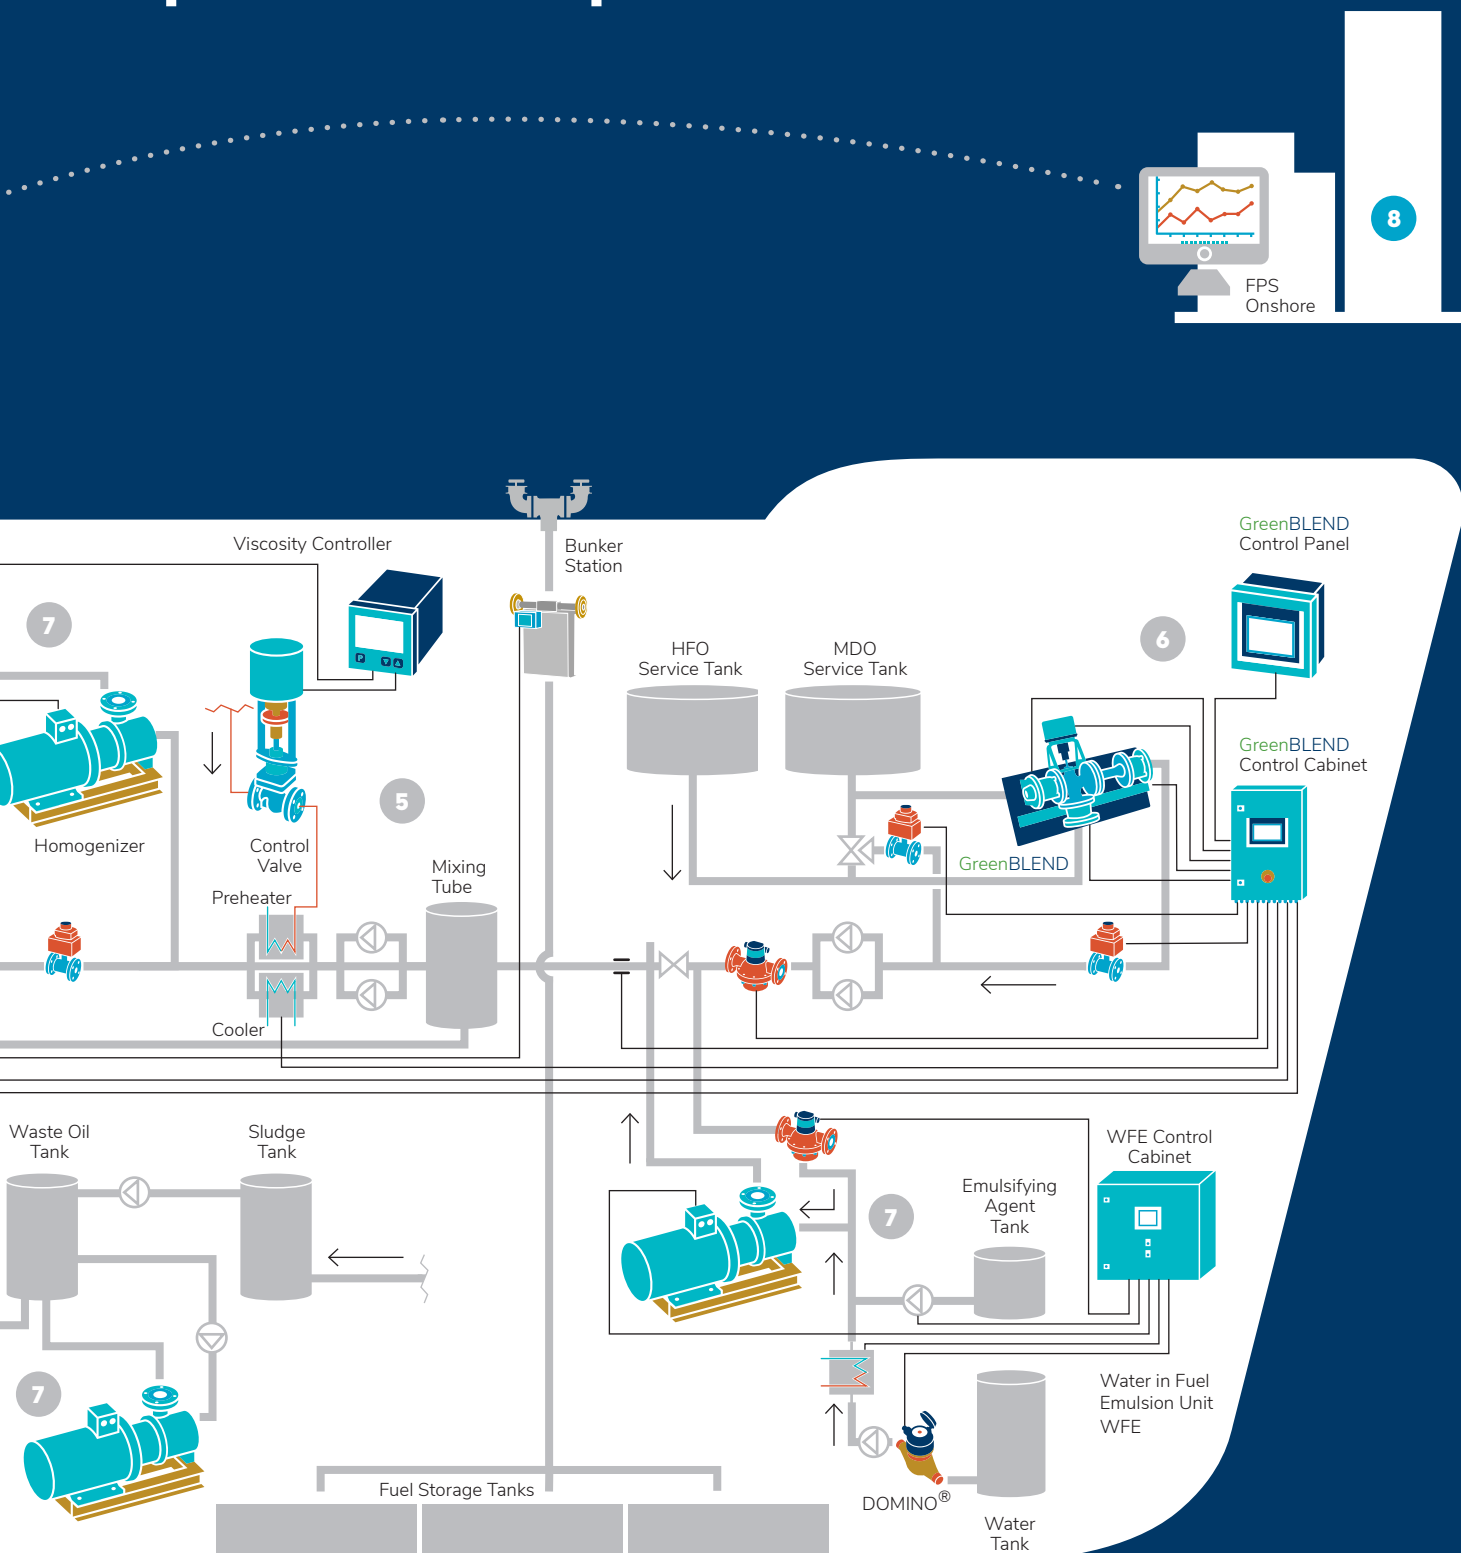 8
FPS
Onshore
GreenBLEND
Control Panel
Viscosity Controller
Bunker
Station
7
6
HFO
Service Tank
MDO
Service Tank
P
GreenBLEND
Control Cabinet
5
Homogenizer
Control
Valve
GreenBLEND
Mixing
Tube
Preheater
Cooler
Waste Oil
Tank
Sludge
Tank
WFE Control
Cabinet
Emulsifying
Agent
Tank
7
Water in Fuel
Emulsion Unit
WFE
7
Fuel Storage Tanks
DOMINO®
Water
Tank